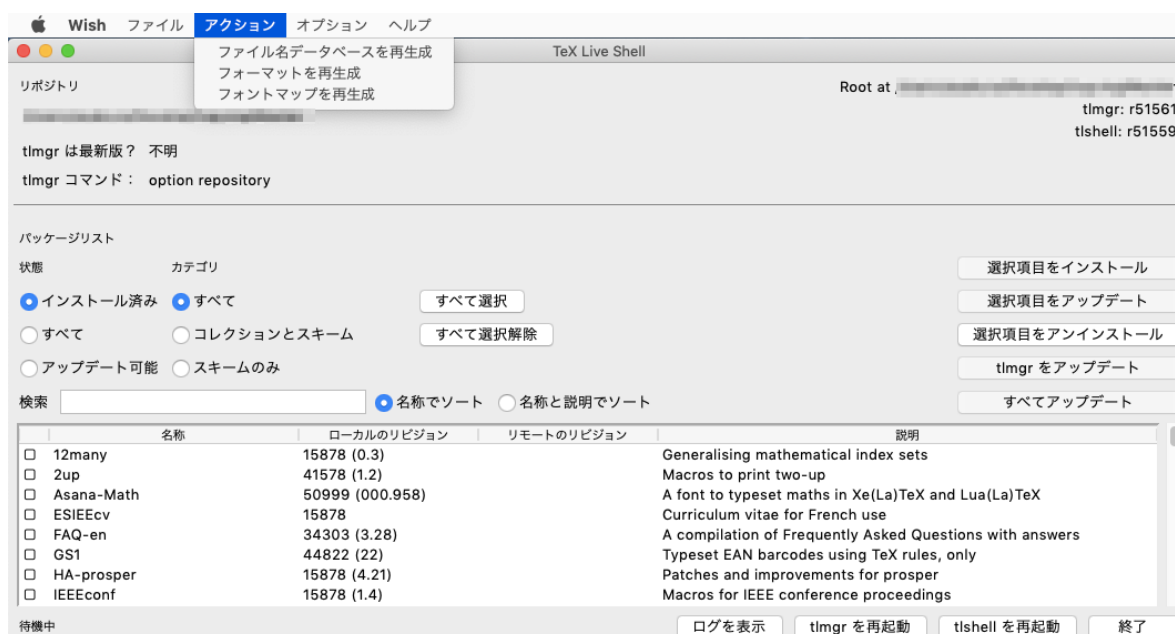 Wish ファイル アクション オプション ヘルプ
ファイル名データベースを再生成
フォーマットを再生成
フォントマップを再生成
TeX Live Shell
リポジトリ
Root at
tlmgr: r51561
tlshell: r51559
tlmgr は最新版？ 不明
tlmgr コマンド： option repository
パッケージリスト
状態 カテゴリ
選択項目をインストール
インストール済み すべて すべて選択 選択項目をアップデート
すべて コレクションとスキーム すべて選択解除 選択項目をアンインストール
アップデート可能 スキームのみ tlmgr をアップデート
検索 名称でソート 名称と説明でソート すべてアップデート
名称 ローカルのリビジョン リモートのリビジョン 説明
12many 15878 (0.3) Generalising mathematical index sets
2up 41578 (1.2) Macros to print two-up
Asana-Math 50999 (000.958) A font to typeset maths in Xe(La)TeX and Lua(La)TeX
ESIEEcv 15878 Curriculum vitae for French use
FAQ-en 34303 (3.28) A compilation of Frequently Asked Questions with answers
GS1 44822 (22) Typeset EAN barcodes using TeX rules, only
HA-prosper 15878 (4.21) Patches and improvements for prosper
IEEEconf 15878 (1.4) Macros for IEEE conference proceedings
待機中 ログを表示 tlmgr を再起動 tlshell を再起動 終了